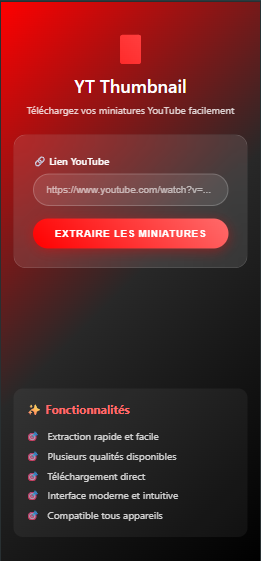 YT Thumbnail
Téléchargez vos miniatures YouTube facilement
🔗 Lien YouTube
https://www.youtube.com/watch?v=...
EXTRAIRE LES MINIATURES
✨ Fonctionnalités
🎯 Extraction rapide et facile
🎯 Plusieurs qualités disponibles
🎯 Téléchargement direct
🎯 Interface moderne et intuitive
🎯 Compatible tous appareils